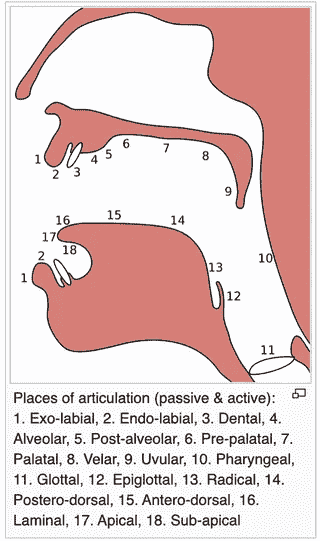 6
7
8
5
4
3
1
2
9
16
15
14
17
18
2
1
13
12
10
11
Places of articulation (passive & active):
1. Exo-labial, 2. Endo-labial, 3. Dental, 4.
Alveolar, 5. Post-alveolar, 6. Pre-palatal, 7.
Palatal, 8. Velar, 9. Uvular, 10. Pharyngeal,
11. Glottal, 12. Epiglottal, 13. Radical, 14.
Postero-dorsal, 15. Antero-dorsal, 16.
Laminal, 17. Apical, 18. Sub-apical